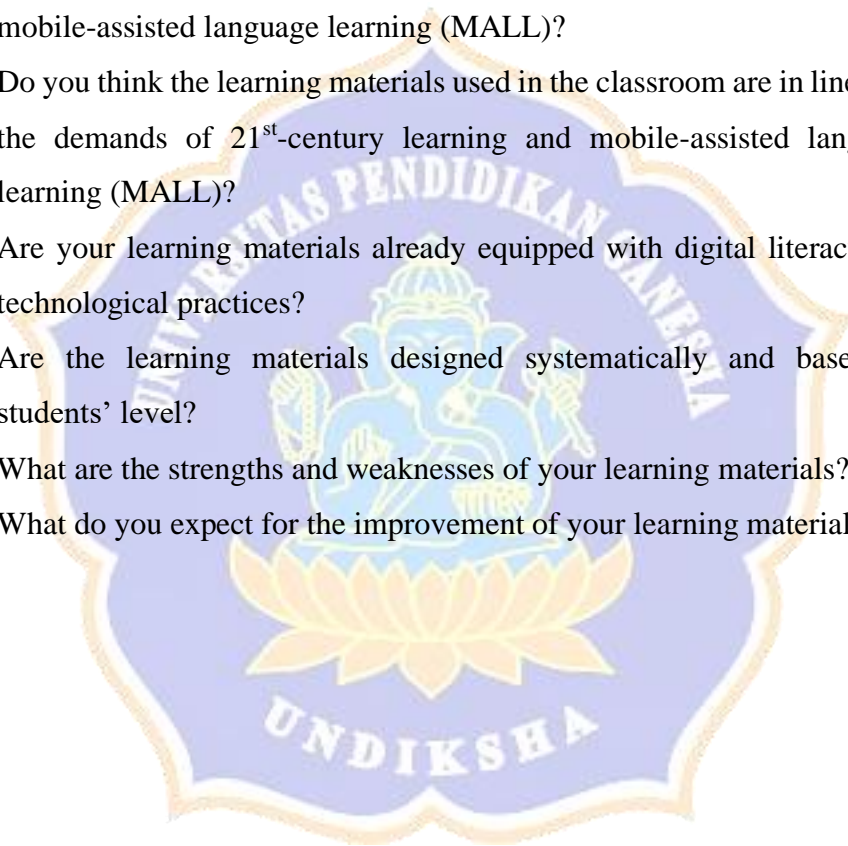 mobile-assisted language learning (MALL)?
Do you think the learning materials used in the classroom are in line
the demands of 21st-century learning and mobile-assisted lan
learning (MALL)?
Are your learning materials already equipped with digital literac
technological practices?
Are the learning materials designed systematically and base
students’ level?
What are the strengths and weaknesses of your learning materials?
What do you expect for the improvement of your learning material
UNIVERSITAS PENDIDIKAN GANESHA
UNDIKSHA